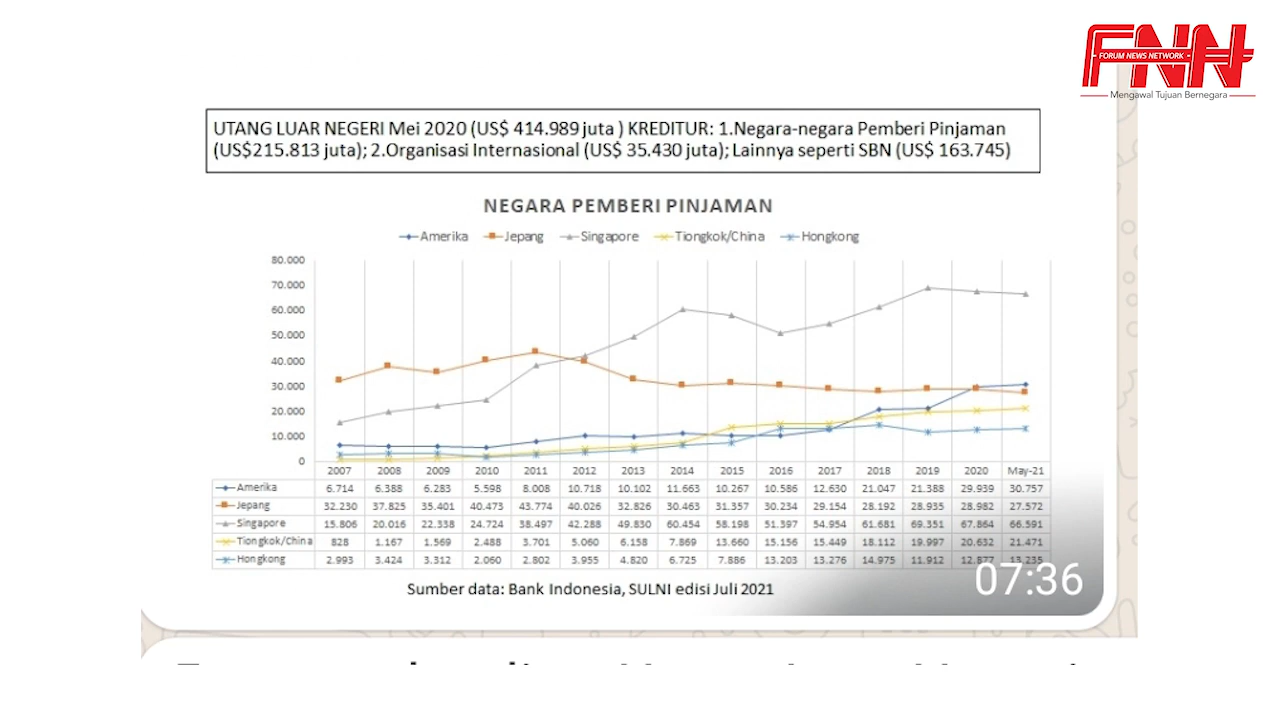 FNN
FORUM NEWS NETWORK
Mengawal Tujuan Bernegara
UTANG LUAR NEGERI Mei 2020 (US$ 414.989 juta ) KREDITUR: 1.Negara-negara Pemberi Pinjaman
(US$215.813 juta); 2.Organisasi Internasional (US$ 35.430 juta); Lainnya seperti SBN (US$ 163.745)
NEGARA PEMBERI PINJAMAN
Amerika Jepang Singapore Tiongkok/China Hongkong
80.000
70.000
60.000
50.000
40.000
30.000
20.000
10.000
0
2007 2008 2009 2010 2011 2012 2013 2014 2015 2016 2017 2018 2019 2020 May-21
Amerika 6.714 6.388 6.283 5.598 8.008 10.718 10.102 11.663 10.267 10.586 12.630 21.047 21.388 29.939 30.757
Jepang 32.230 37.825 35.401 40.473 43.774 40.026 32.826 30.463 31.357 30.234 29.154 28.192 28.935 28.982 27.572
Singapore 15.806 20.016 22.338 24.724 38.497 42.288 49.830 60.454 58.198 51.397 54.954 61.681 69.351 67.864 66.591
Tiongkok/China 828 1.167 1.569 2.488 3.701 5.060 6.158 7.869 13.660 15.156 15.449 18.112 19.997 20.632 21.471
Hongkong 2.993 3.424 3.312 2.060 2.802 3.955 4.820 6.725 7.886 13.203 13.276 14.975 11.912 12.877 13.235
07:36
Sumber data: Bank Indonesia, SULNI edisi Juli 2021